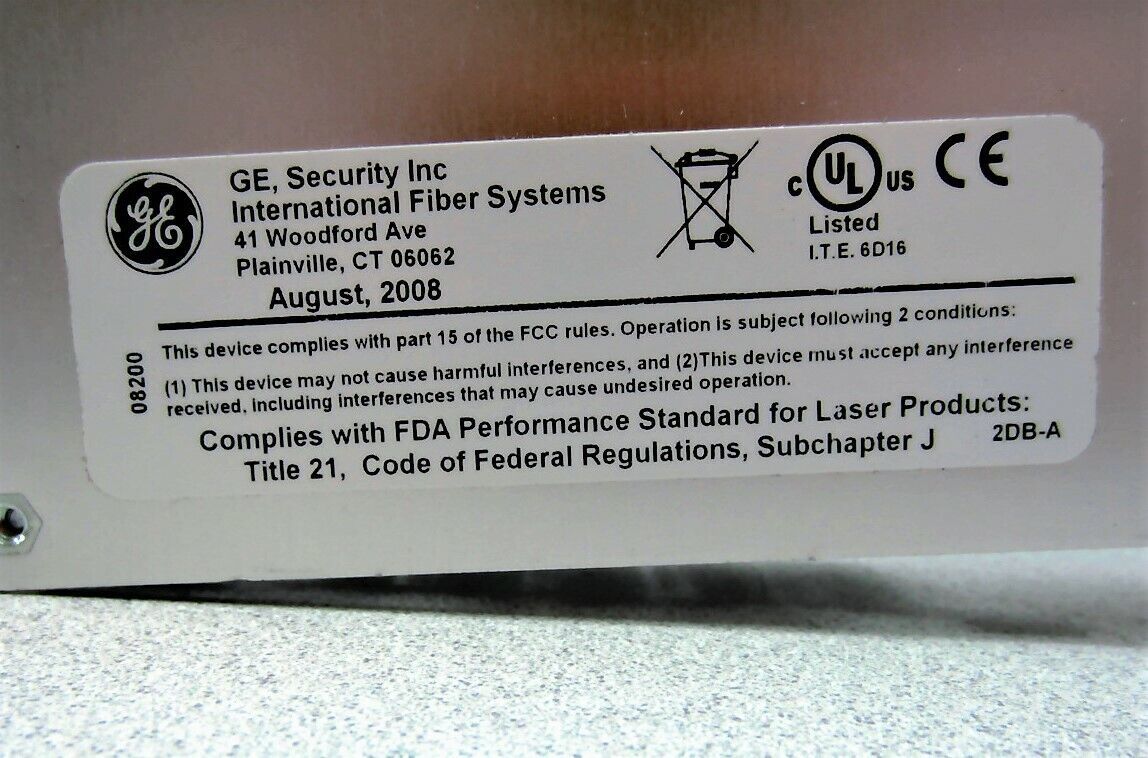 GE
GE, Security Inc
International Fiber Systems
41 Woodford Ave
Plainville, CT 06062
August, 2008
C UL US CE
Listed
I.T.E. 6D16
08200
This device complies with part 15 of the FCC rules. Operation is subject following 2 conditions:
(1) This device may not cause harmful interferences, and (2)This device must accept any interference
received, including interferences that may cause undesired operation.
Complies with FDA Performance Standard for Laser Products:
Title 21, Code of Federal Regulations, Subchapter J 2DB-A